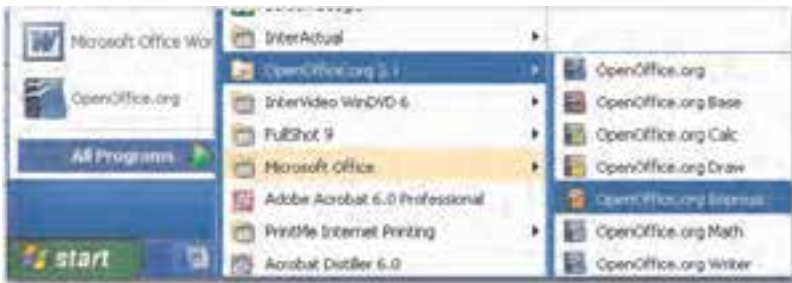 Microsoft Office Wor
OpenOffice.org
All Programs
start
InterActual
OpenOffice.org 3.1
InterVideo WinDVD 6
FullShot 9
Microsoft Office
Adobe Acrobat 6.0 Professional
PrintMe Internet Printing
Acrobat Distiller 6.0
OpenOffice.org
OpenOffice.org Base
OpenOffice.org Calc
OpenOffice.org Draw
OpenOffice.org Impress
OpenOffice.org Math
OpenOffice.org Writer